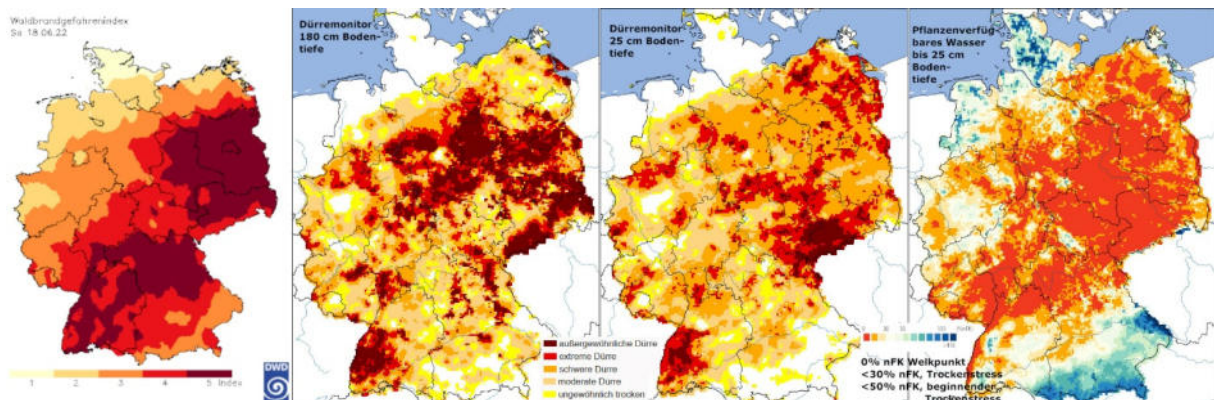 Waldbrandgefahrenindex
Sa 18.06.22
1 2 3 4 5 Index
DWD
Dürremonitor
180 cm Boden-
tiefe
außergewöhnliche Dürre
extreme Dürre
schwere Dürre
moderate Dürre
ungewöhnlich trocken
Dürremonitor
25 cm Boden-
tiefe
Pflanzenverfüg-
bares Wasser
bis 25 cm
Boden-
tiefe
0% nFK Welkpunkt
<30% nFK, Trockenstress
<50% nFK, beginnender
Trockenstress